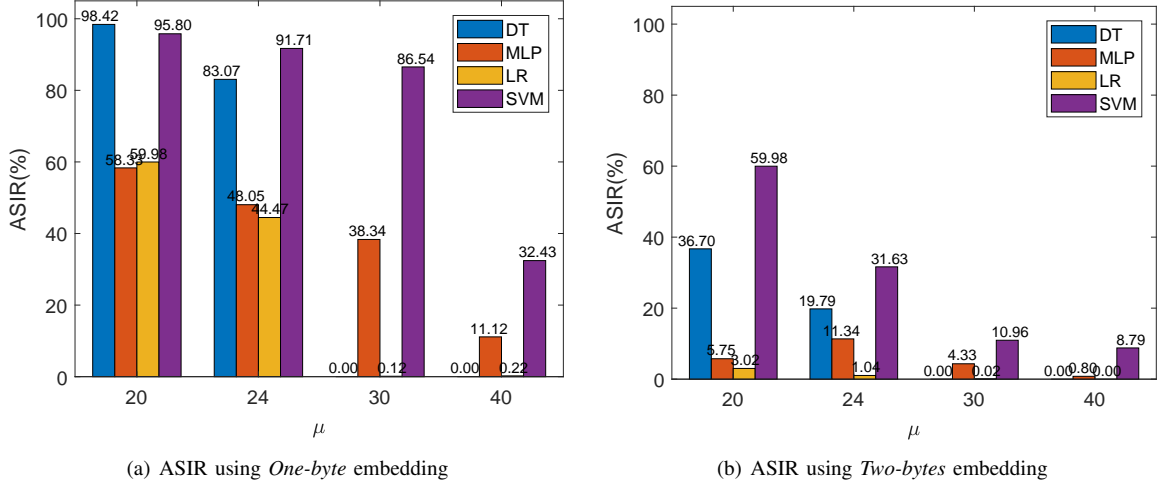 98.42
95.80
91.71
83.07
86.54
58.33
59.98
48.05
44.47
38.34
32.43
0.00
0.12
0.00
11.12
0.22
100
80
60
40
20
0
ASIR(%)
20 24 30 40
μ
DT
MLP
LR
SVM
(a) ASIR using One-byte embedding
100
80
60
40
20
0
ASIR(%)
36.70
5.75
3.02
59.98
19.79
11.34
1.04
31.63
0.00
4.33
0.02
10.96
0.00
0.80
0.00
8.79
20 24 30 40
μ
DT
MLP
LR
SVM
(b) ASIR using Two-bytes embedding